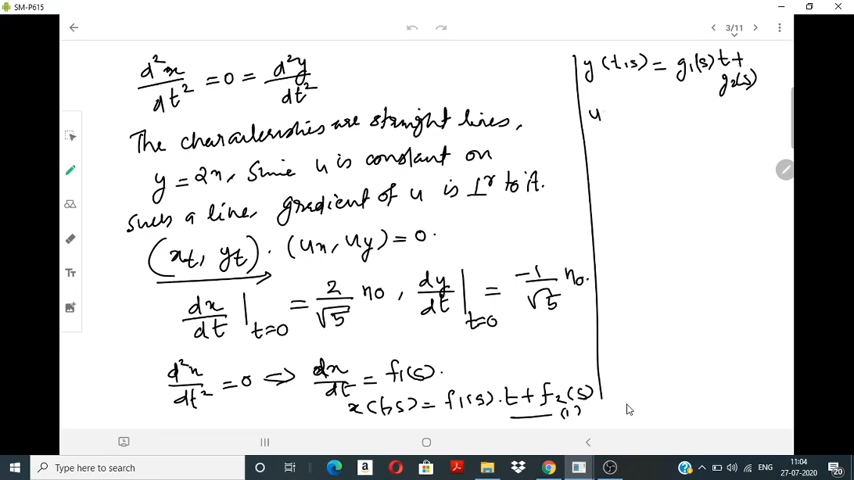 SM-P615
3/11
d²x/dt² = 0 = d²y/dt²
The characteristics are straight lines,
y = 2x, Since u is constant on
such a line, gradient of u is ⊥r to it.
(xt, yt) · (ux, uy) = 0.
dx/dt |t=0 = 2/√5 n0, dy/dt |t=0 = -1/√5 n0.
d²x/dt² = 0 ⇔ dx/dt = f1(s).
x(t,s) = f1(s).t + f2(s)
(1)
y(t,s) = g1(s)t +
g2(s)
u
Tt
Type here to search
ENG
11:04
27-07-2020
20